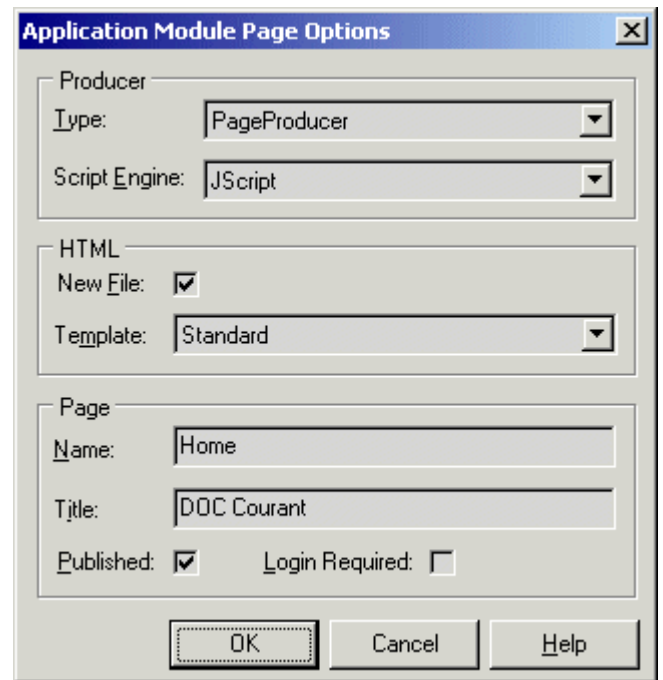 Application Module Page Options
Producer
Type: PageProducer
Script Engine: JScript
HTML
New File:
Template: Standard
Page
Name: Home
Title: DOC Courant
Published: Login Required:
OK Cancel Help